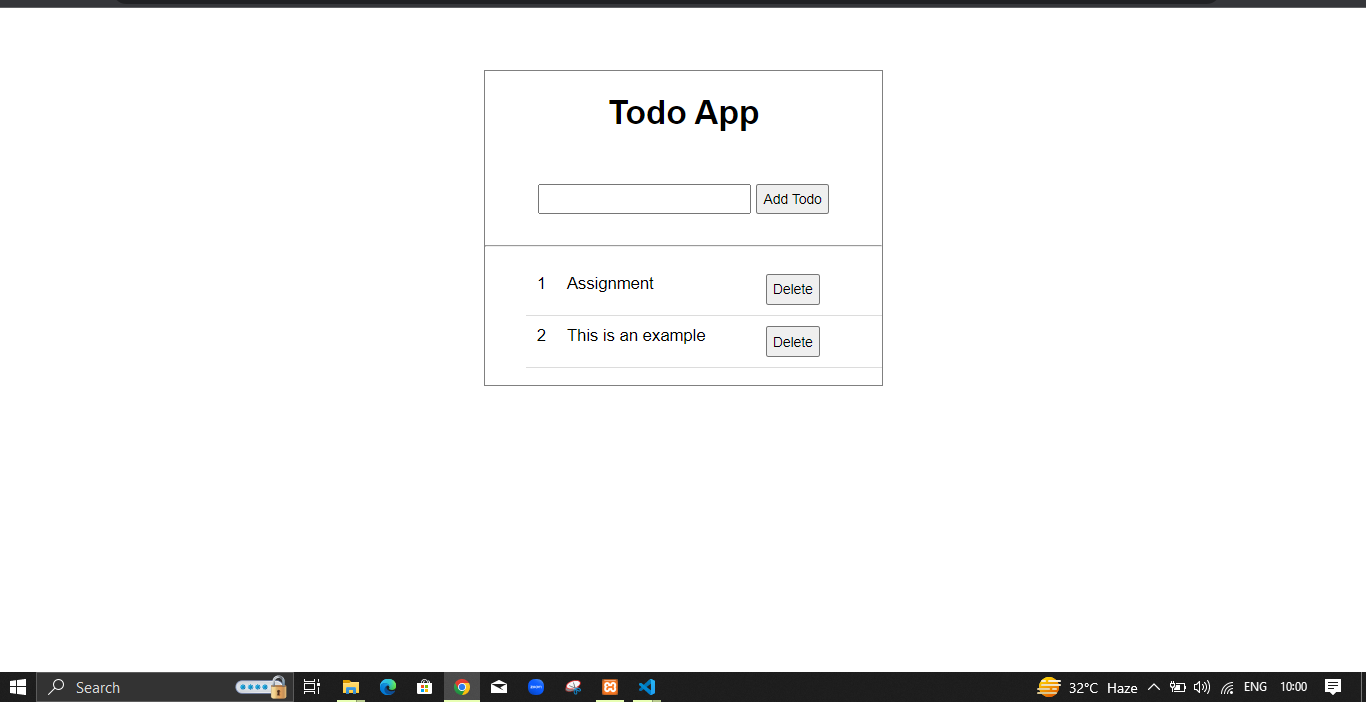 Todo App
Add Todo
1 Assignment Delete
2 This is an example Delete
Search 32°C Haze ENG 10:00